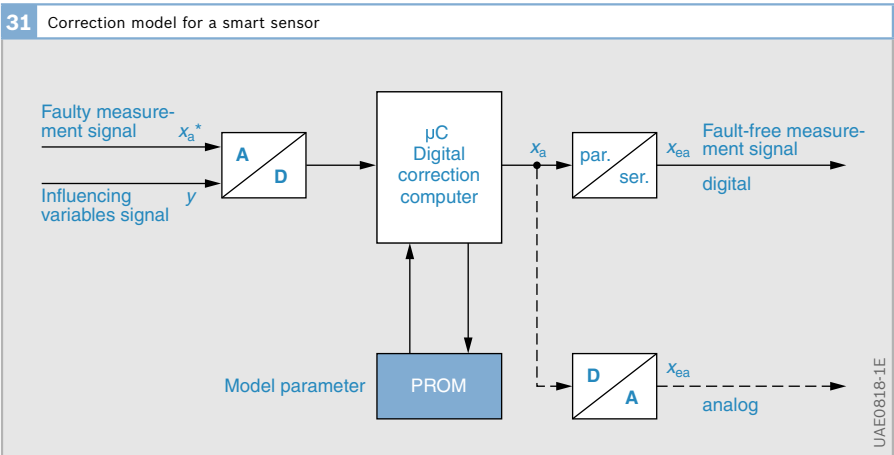 31 Correction model for a smart sensor
Faulty measure-
ment signal xa*
Influencing y
variables signal
A
D
µC
Digital
correction
computer
xa
par.
ser.
xea
Fault-free measure-
ment signal
digital
Model parameter
PROM
D
A
xea
analog
UAE0818-1E